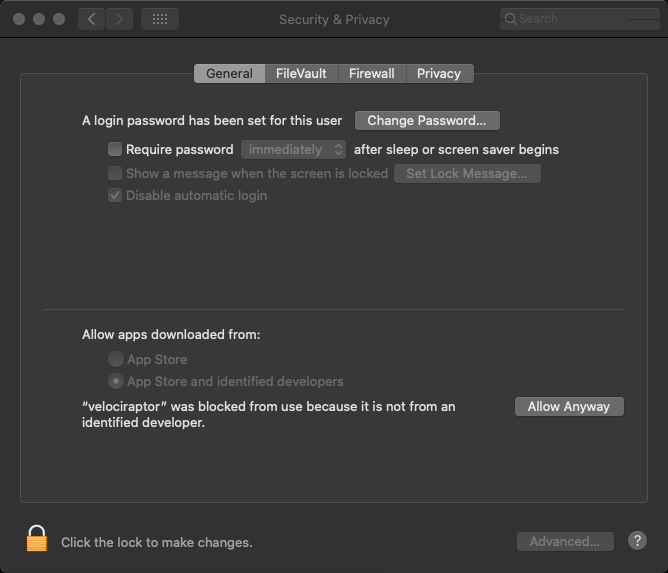 Security & Privacy
Search
General FileVault Firewall Privacy
A login password has been set for this user Change Password...
Require password immediately after sleep or screen saver begins
Show a message when the screen is locked Set Lock Message...
Disable automatic login
Allow apps downloaded from:
App Store
App Store and identified developers
“velociraptor” was blocked from use because it is not from an
identified developer.
Allow Anyway
Click the lock to make changes.
Advanced...
?